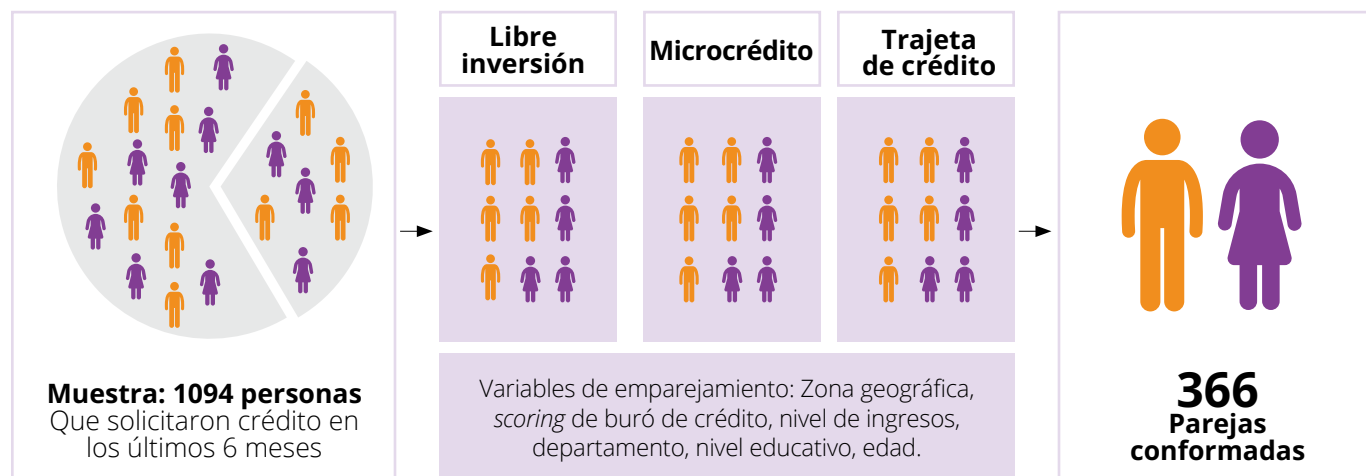 Libre
inversión
Microcrédito
Trajeta
de crédito
Muestra: 1094 personas
Que solicitaron crédito en
los últimos 6 meses
Variables de emparejamiento: Zona geográfica,
scoring de buró de crédito, nivel de ingresos,
departamento, nivel educativo, edad.
366
Parejas
conformadas